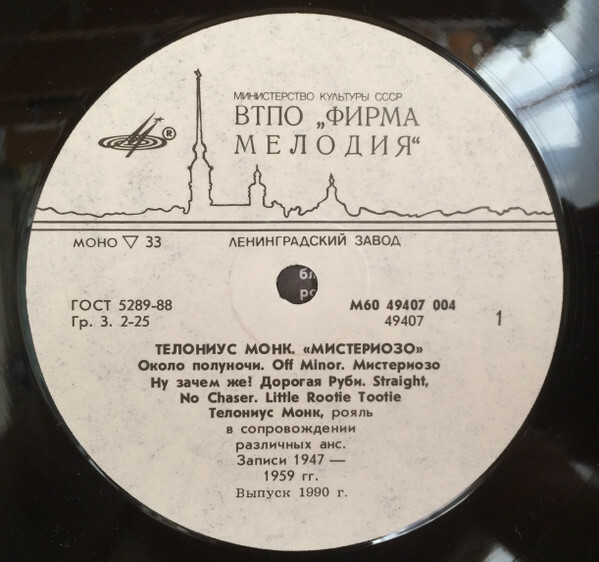 МИНИСТЕРСТВО КУЛЬТУРЫ СССР
ВТПО „ФИРМА
МЕЛОДИЯ“
®
МОНО ▽ 33
ЛЕНИНГРАДСКИЙ ЗАВОД
ГОСТ 5289-88
Гр. 3. 2-25
М60 49407 004
49407
1
ТЕЛОНИУС МОНК. «МИСТЕРИОЗО»
Около полуночи. Off Minor. Мистериозо
Ну зачем же? Дорогая Руби. Straight,
No Chaser. Little Rootie Tootie
Телониус Монк, рояль
в сопровождении
различных анс.
Записи 1947 —
1959 гг.
Выпуск 1990 г.